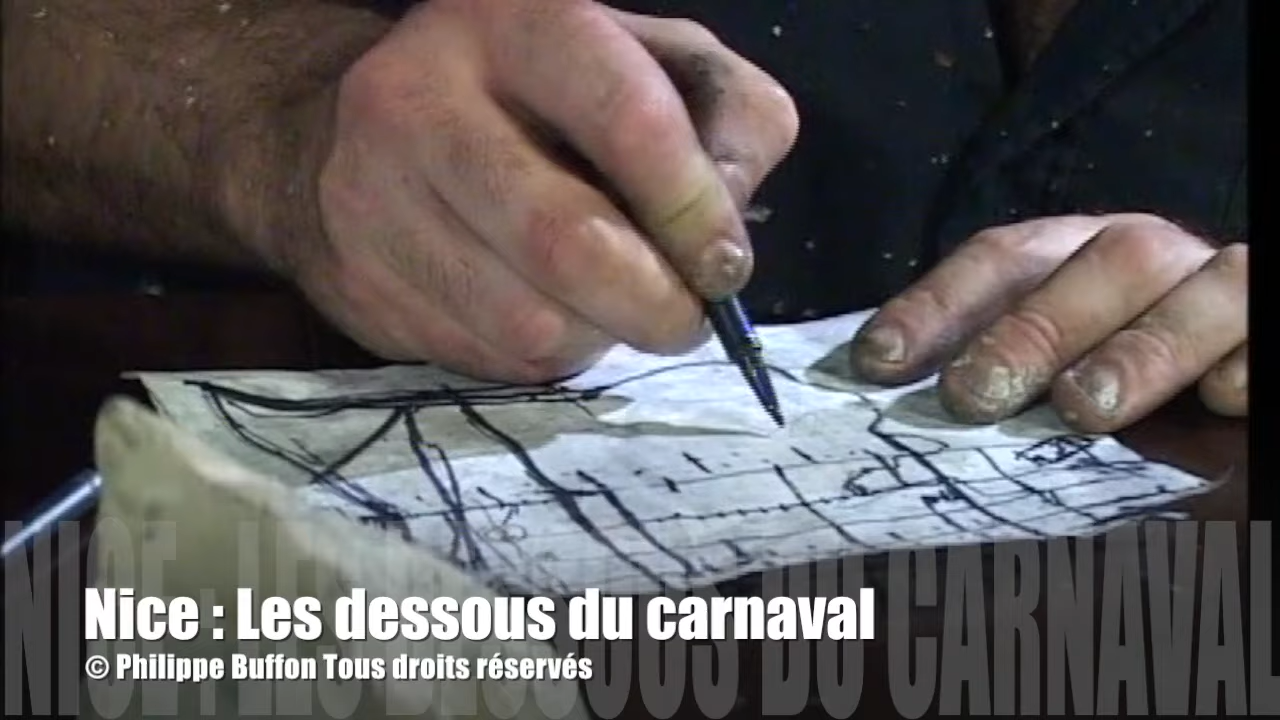 Nice : Les dessous du carnaval
© Philippe Buffon Tous droits réservés
NICE : LES DESSOUS DU CARNAVAL